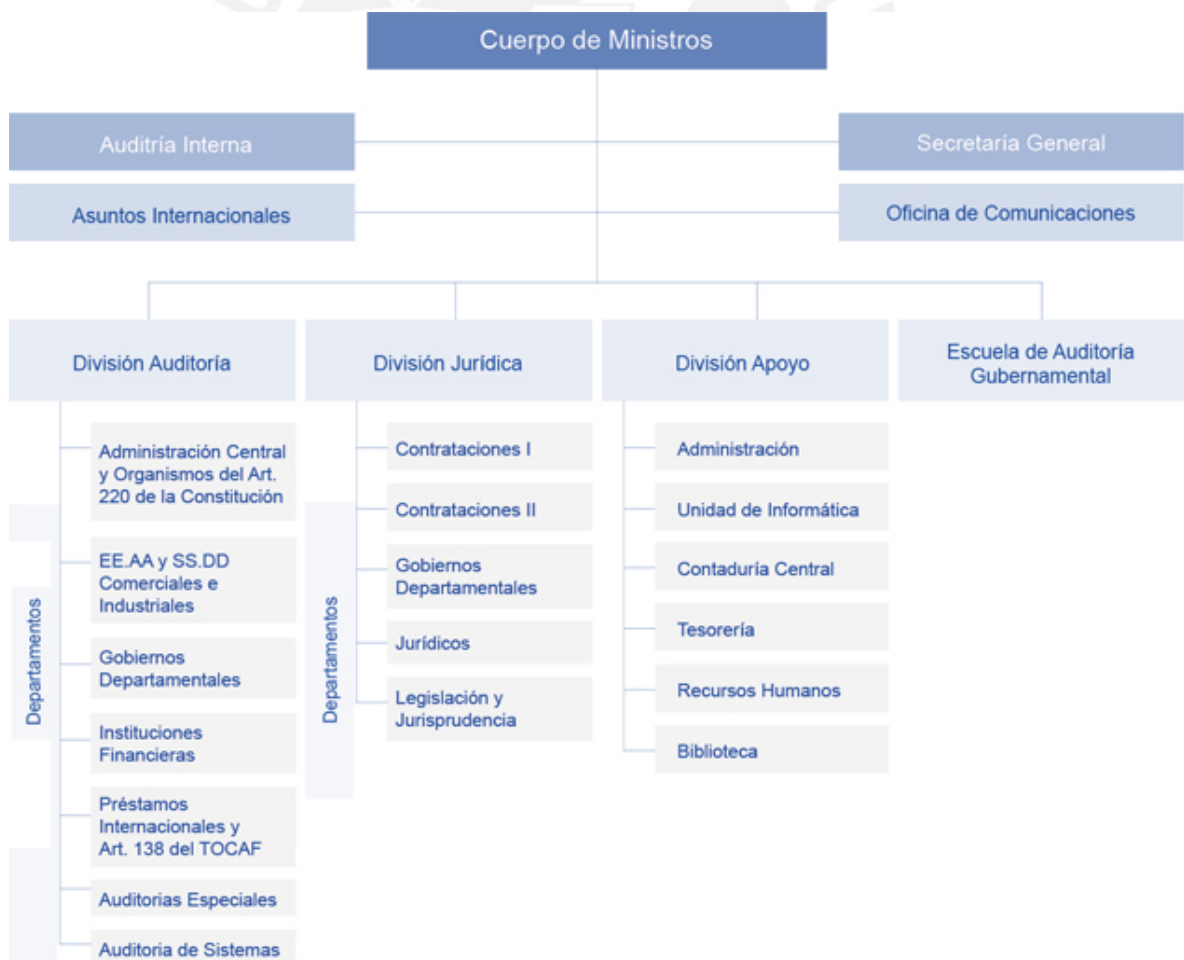 Cuerpo de Ministros
Auditría Interna
Secretaría General
Asuntos Internacionales
Oficina de Comunicaciones
División Auditoría
División Jurídica
División Apoyo
Escuela de Auditoría
Gubernamental
Departamentos
Administración Central
y Organismos del Art.
220 de la Constitución
EE.AA y SS.DD
Comerciales e
Industriales
Gobiernos
Departamentales
Instituciones
Financieras
Préstamos
Internacionales y
Art. 138 del TOCAF
Auditorias Especiales
Auditoria de Sistemas
Departamentos
Contrataciones I
Contrataciones II
Gobiernos
Departamentales
Jurídicos
Legislación y
Jurisprudencia
Administración
Unidad de Informática
Contaduría Central
Tesorería
Recursos Humanos
Biblioteca